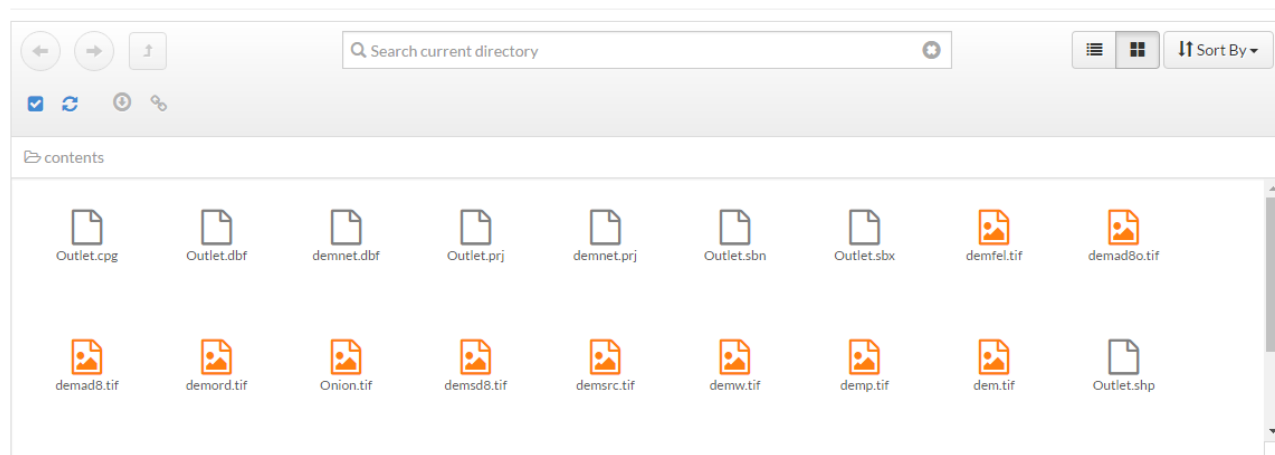 Search current directory
Sort By
contents
Outlet.cpg Outlet.dbf demnet.dbf Outlet.prj demnet.prj Outlet.sbn Outlet.sbx demfel.tif demad8o.tif
demad8.tif demord.tif Onion.tif demsd8.tif demsrc.tif demw.tif demp.tif dem.tif Outlet.shp